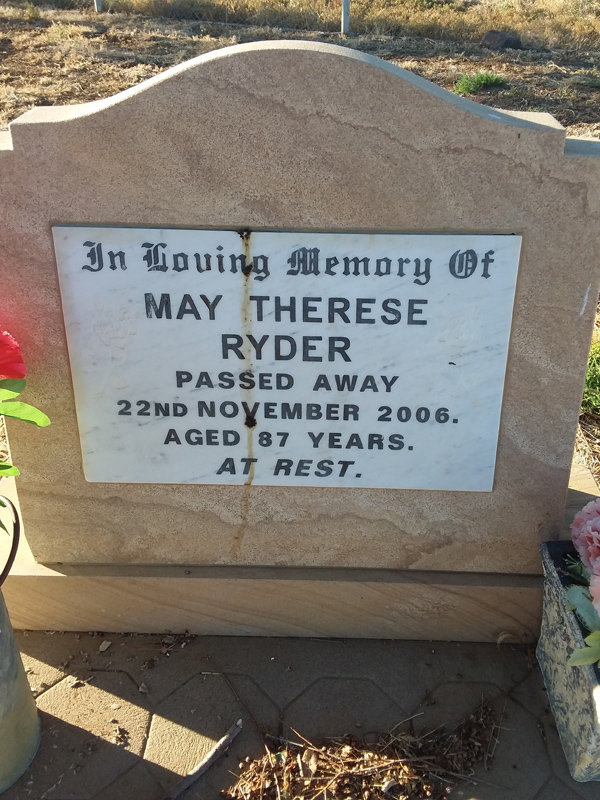 In Loving Memory Of
MAY THERESE
RYDER
PASSED AWAY
22ND NOVEMBER 2006.
AGED 87 YEARS.
AT REST.